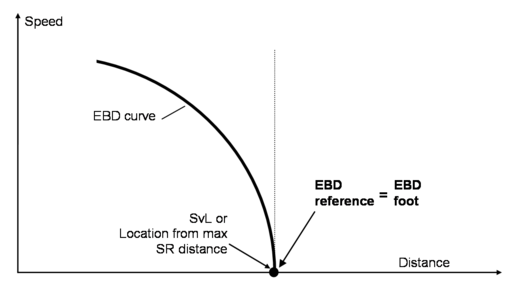 Speed
EBD curve
EBD
reference
=
EBD
foot
SvL or
Location from max
SR distance
Distance